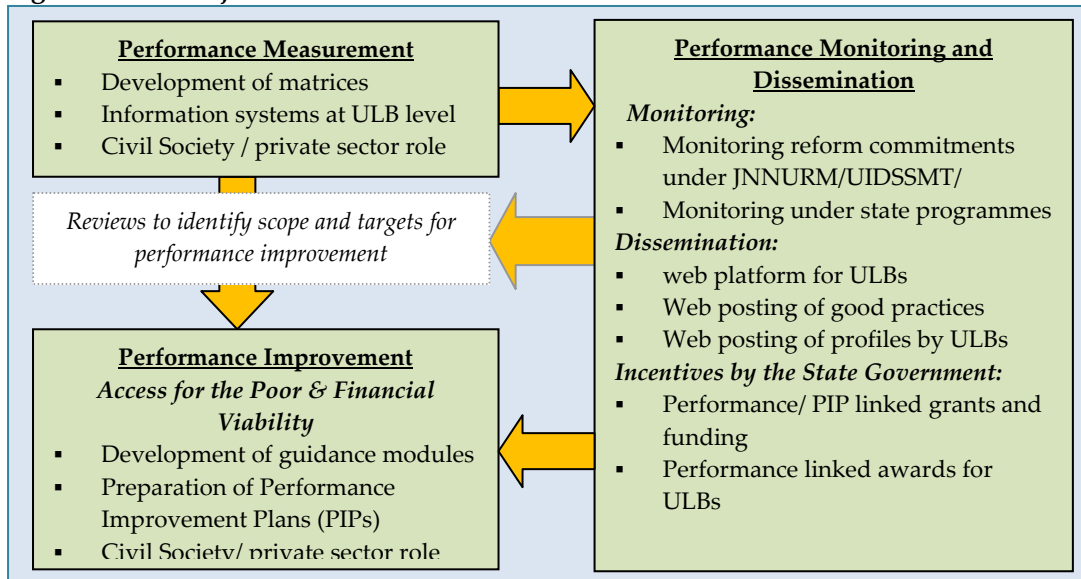 Performance Measurement
▪ Development of matrices
▪ Information systems at ULB level
▪ Civil Society / private sector role
Reviews to identify scope and targets for
performance improvement
Performance Improvement
Access for the Poor & Financial
Viability
▪ Development of guidance modules
▪ Preparation of Performance
Improvement Plans (PIPs)
▪ Civil Society/ private sector role
Performance Monitoring and
Dissemination
Monitoring:
▪ Monitoring reform commitments
under JNNURM/UIDSSMT/
▪ Monitoring under state programmes
Dissemination:
▪ web platform for ULBs
▪ Web posting of good practices
▪ Web posting of profiles by ULBs
Incentives by the State Government:
▪ Performance/ PIP linked grants and
funding
▪ Performance linked awards for
ULBs